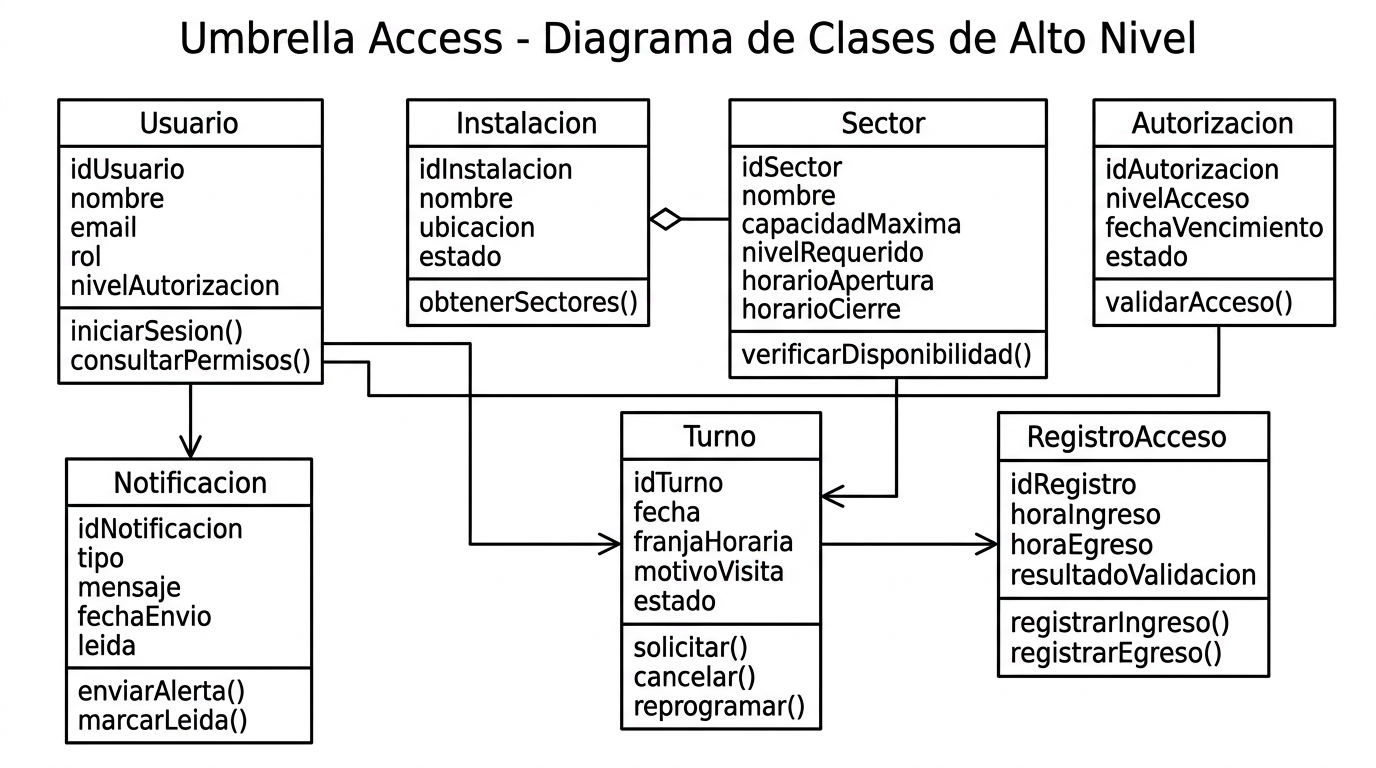 Umbrella Access - Diagrama de Clases de Alto Nivel
Usuario
idUsuario
nombre
email
rol
nivelAutorizacion
iniciarSesion()
consultarPermisos()
Instalacion
idInstalacion
nombre
ubicacion
estado
obtenerSectores()
Sector
idSector
nombre
capacidadMaxima
nivelRequerido
horarioApertura
horarioCierre
verificarDisponibilidad()
Autorizacion
idAutorizacion
nivelAcceso
fechaVencimiento
estado
validarAcceso()
Notificacion
idNotificacion
tipo
mensaje
fechaEnvio
leida
enviarAlerta()
marcarLeida()
Turno
idTurno
fecha
franjaHoraria
motivoVisita
estado
solicitar()
cancelar()
reprogramar()
RegistroAcceso
idRegistro
horaIngreso
horaEgreso
resultadoValidacion
registrarIngreso()
registrarEgreso()